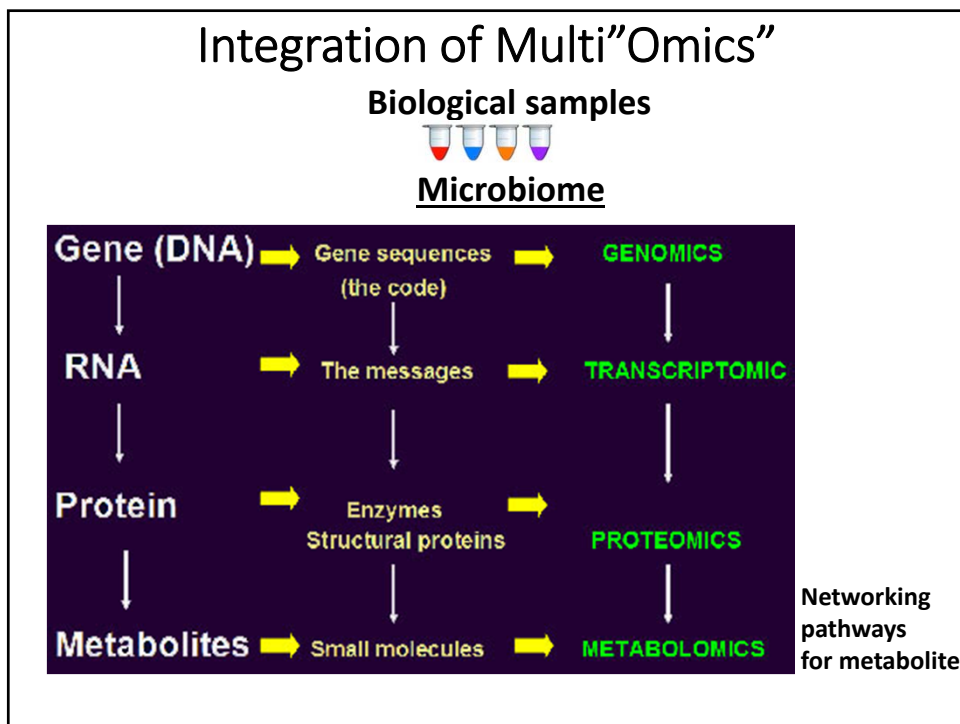 Integration of Multi”Omics”
Biological samples
Microbiome
Gene (DNA) Gene sequences GENOMICS
(the code)
RNA The messages TRANSCRIPTOMIC
Protein Enzymes
Structural proteins PROTEOMICS
Networking
pathways
Metabolites Small molecules METABOLOMICS
for metabolite